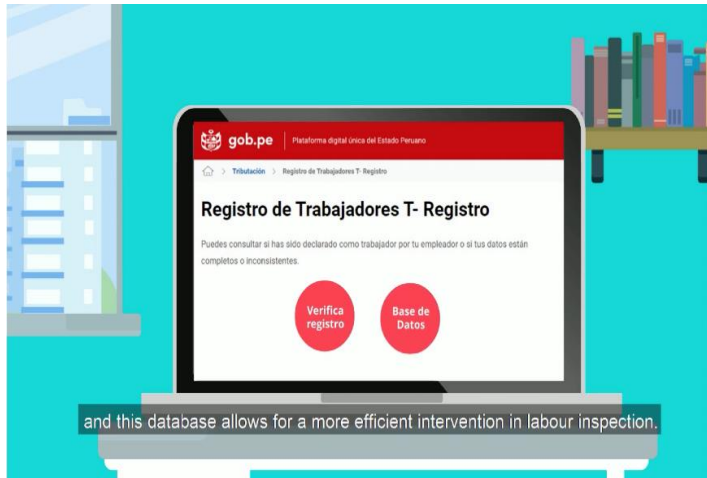 gob.pe Plataforma digital única del Estado Peruano
Tributación > Registro de Trabajadores T- Registro
Registro de Trabajadores T- Registro
Puedes consultar si has sido declarado como trabajador por tu empleador o si tus datos están
completos o inconsistentes.
Verifica
registro
Base de
Datos
and this database allows for a more efficient intervention in labour inspection.